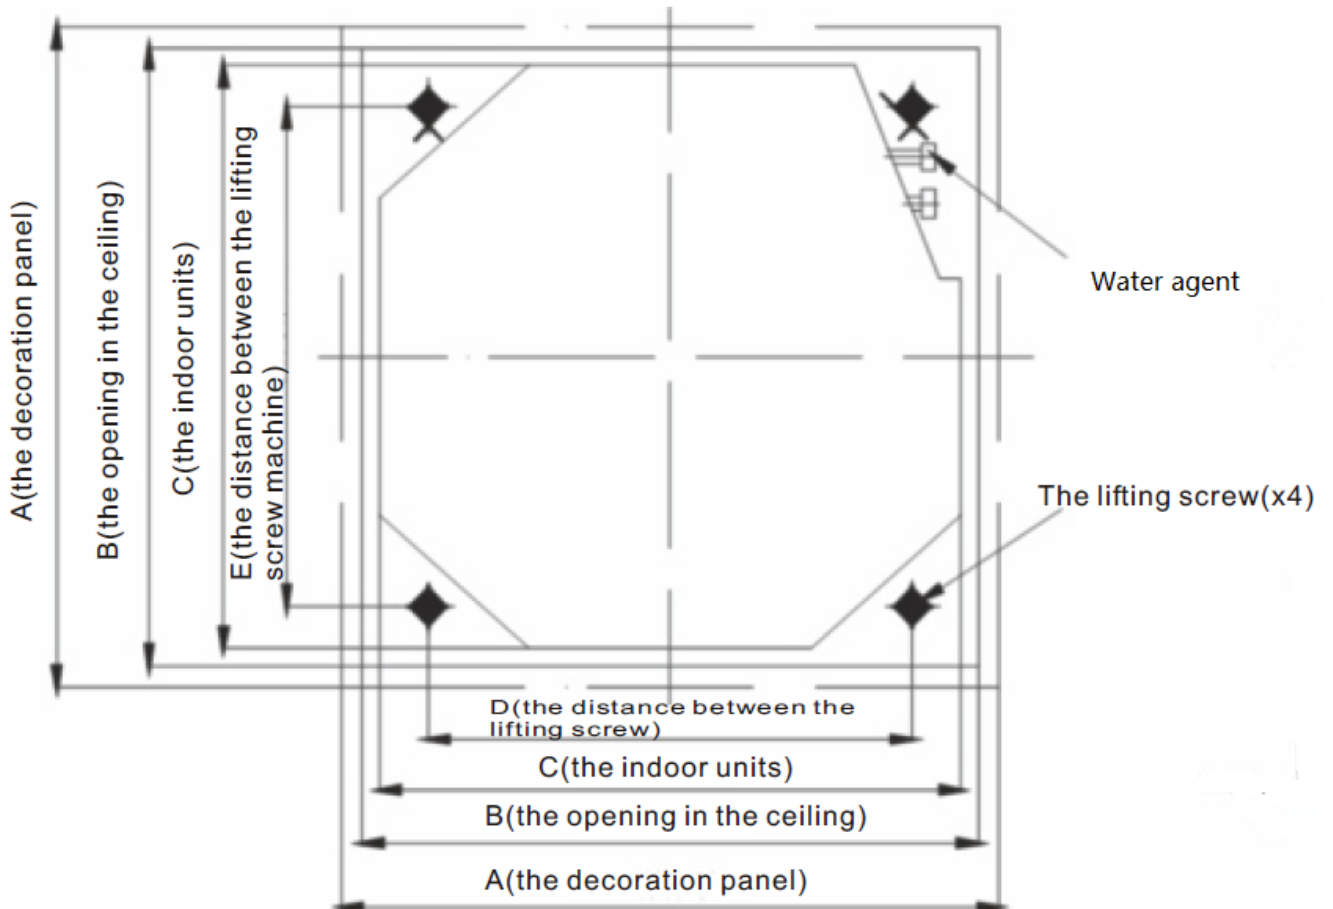 A(the decoration panel)
B(the opening in the ceiling)
C(the indoor units)
E(the distance between the lifting
screw machine)
Water agent
The lifting screw(x4)
D(the distance between the
lifting screw)
C(the indoor units)
B(the opening in the ceiling)
A(the decoration panel)